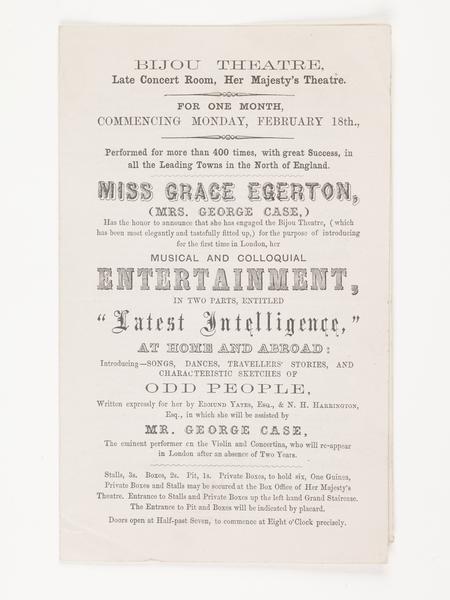 BIJOU THEATRE,
Late Concert Room, Her Majesty's Theatre.
FOR ONE MONTH,
COMMENCING MONDAY, FEBRUARY 18th.,
Performed for more than 400 times, with great Success, in
all the Leading Towns in the North of England.
MISS GRACE EGERTON,
(MRS. GEORGE CASE,)
Has the honor to announce that she has engaged the Bijou Theatre, (which
has been most elegantly and tastefully fitted up,) for the purpose of introducing
for the first time in London, her
MUSICAL AND COLLOQUIAL
ENTERTAINMENT,
IN TWO PARTS, ENTITLED
"Latest Intelligence,"
AT HOME AND ABROAD:
Introducing—SONGS, DANCES, TRAVELLERS' STORIES, AND
CHARACTERISTIC SKETCHES OF
ODD PEOPLE,
Written expressly for her by EDMUND YATES, Esq., & N. H. HARRINGTON,
Esq., in which she will be assisted by
MR. GEORGE CASE,
The eminent performer on the Violin and Concertina, who will re-appear
in London after an absence of Two Years.
Stalls, 3s. Boxes, 2s. Pit, 1s. Private Boxes, to hold six, One Guinea,
Private Boxes and Stalls may be secured at the Box Office of Her Majesty's
Theatre. Entrance to Stalls and Private Boxes up the left hand Grand Staircase.
The Entrance to Pit and Boxes will be indicated by placard.
Doors open at Half-past Seven, to commence at Eight o'Clock precisely.